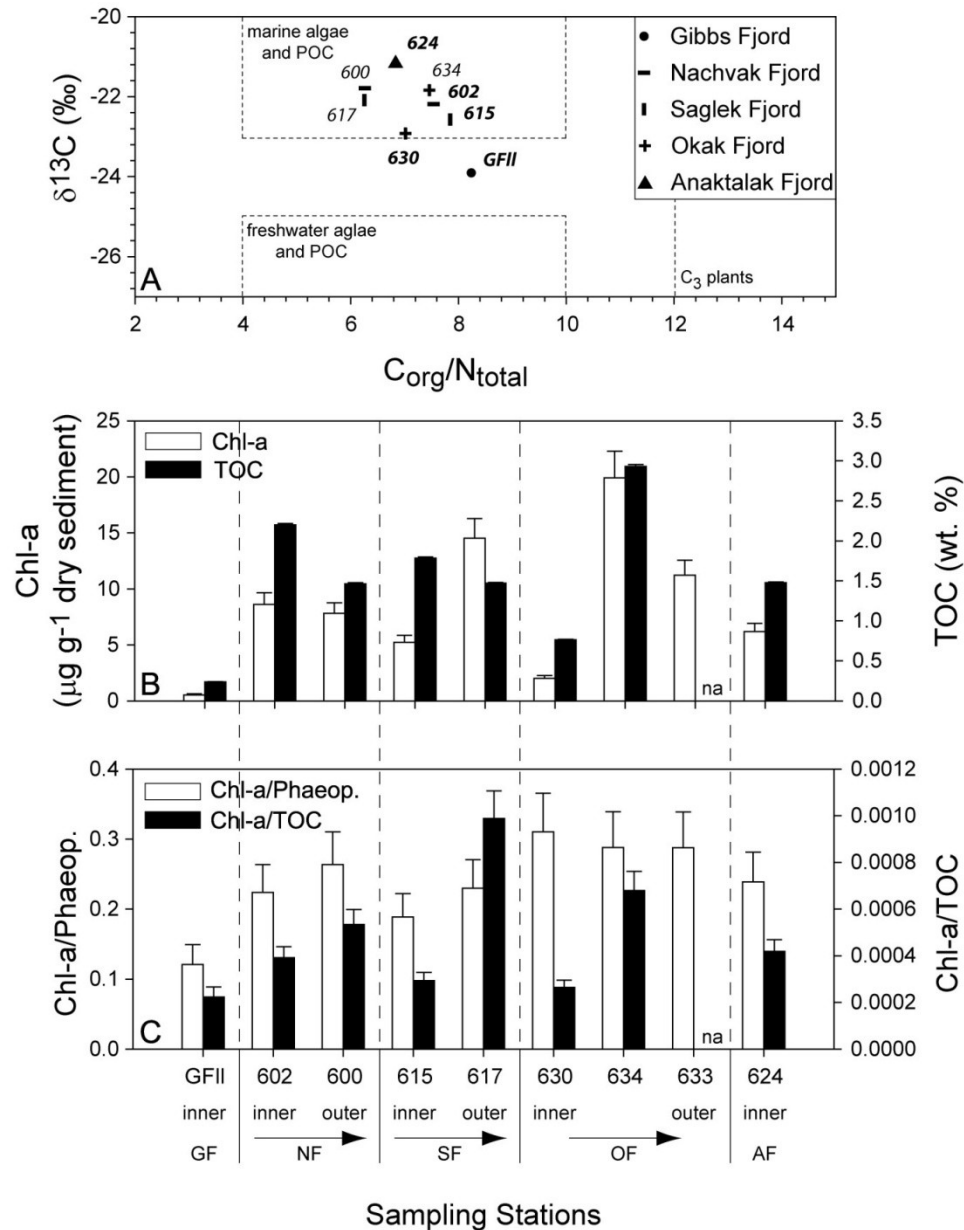 -20
-22
-24
-26
δ13C (‰)
marine algae
and POC
624
600
634
602
617
615
630
GFII
freshwater aglae
and POC
C3 plants
A
Gibbs Fjord
Nachvak Fjord
Saglek Fjord
Okak Fjord
Anaktalak Fjord
2 4 6 8 10 12 14
Corg/Ntotal
25
20
15
10
5
0
Chl-a
(µg g-1 dry sediment)
Chl-a
TOC
B
na
3.5
3.0
2.5
2.0
1.5
1.0
0.5
0.0
TOC (wt. %)
0.4
0.3
0.2
0.1
0.0
Chl-a/Phaeop.
Chl-a/Phaeop.
Chl-a/TOC
C
na
0.0012
0.0010
0.0008
0.0006
0.0004
0.0002
0.0000
Chl-a/TOC
GFII 602 600 615 617 630 634 633 624
inner inner outer inner outer inner outer inner
GF NF SF OF AF
Sampling Stations